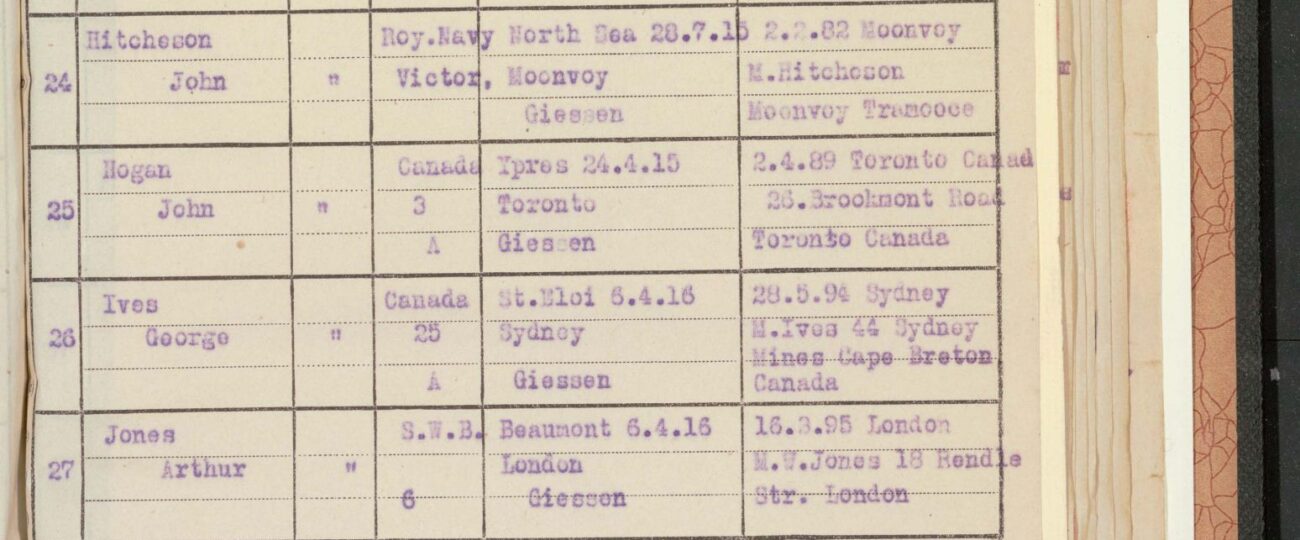 Hitcheson Roy.Navy North Sea 28.7.15 2.2.82 Moonvoy
24 John " Victor, Moonvoy M.Hitcheson
Giessen Moonvoy Tramooce
Hogan Canada Ypres 24.4.15 2.4.89 Toronto Canad
25 John " 3 Toronto 26.Brookmont Road
A Giessen Toronto Canada
Ives Canada St.Eloi 6.4.16 28.5.94 Sydney
26 George " 25 Sydney M.Ives 44 Sydney
Mines Cape Breton
A Giessen Canada
Jones S.W.B. Beaumont 6.4.16 16.3.95 London
27 Arthur " London M.W.Jones 18 Rendle
6 Giessen Str. London